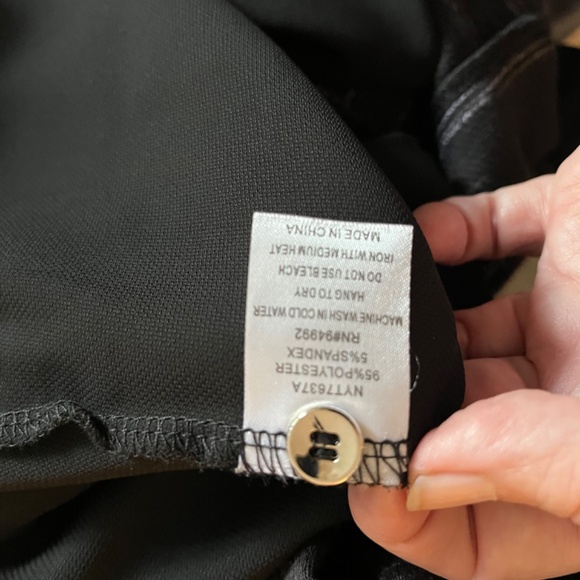 NYT7637A
95%POLYESTER
5%SPANDEX
RN#94992
MACHINE WASH IN COLD WATER
HANG TO DRY
DO NOT USE BLEACH
IRON WITH MEDIUM HEAT
MADE IN CHINA